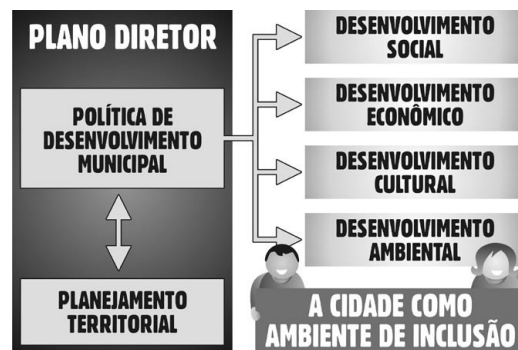 PLANO DIRETOR
POLÍTICA DE
DESENVOLVIMENTO
MUNICIPAL
PLANEJAMENTO
TERRITORIAL
DESENVOLVIMENTO
SOCIAL
DESENVOLVIMENTO
ECONÔMICO
DESENVOLVIMENTO
CULTURAL
DESENVOLVIMENTO
AMBIENTAL
A CIDADE COMO
AMBIENTE DE INCLUSÃO